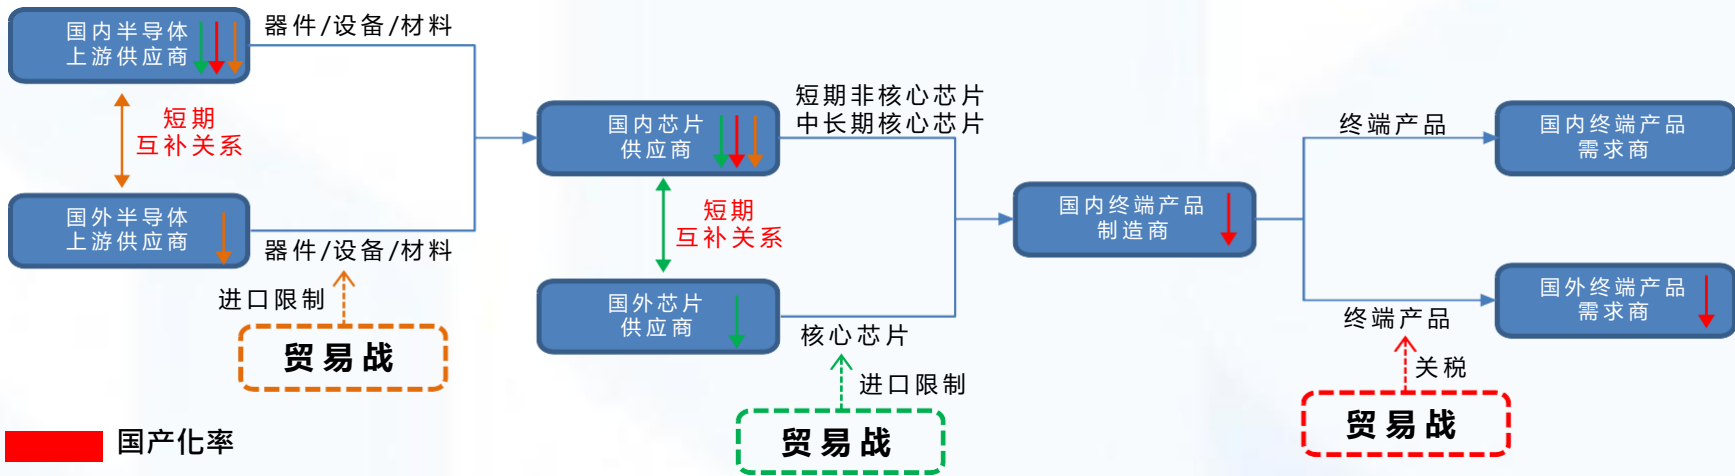 国内半导体
上游供应商
器件/设备/材料
短期
互补关系
国外半导体
上游供应商
器件/设备/材料
进口限制
贸易战
国产化率
国内芯片
供应商
短期非核心芯片
中长期核心芯片
短期
互补关系
国外芯片
供应商
核心芯片
进口限制
贸易战
国内终端产品
制造商
终端产品
国内终端产品
需求商
国外终端产品
需求商
终端产品
关税
贸易战